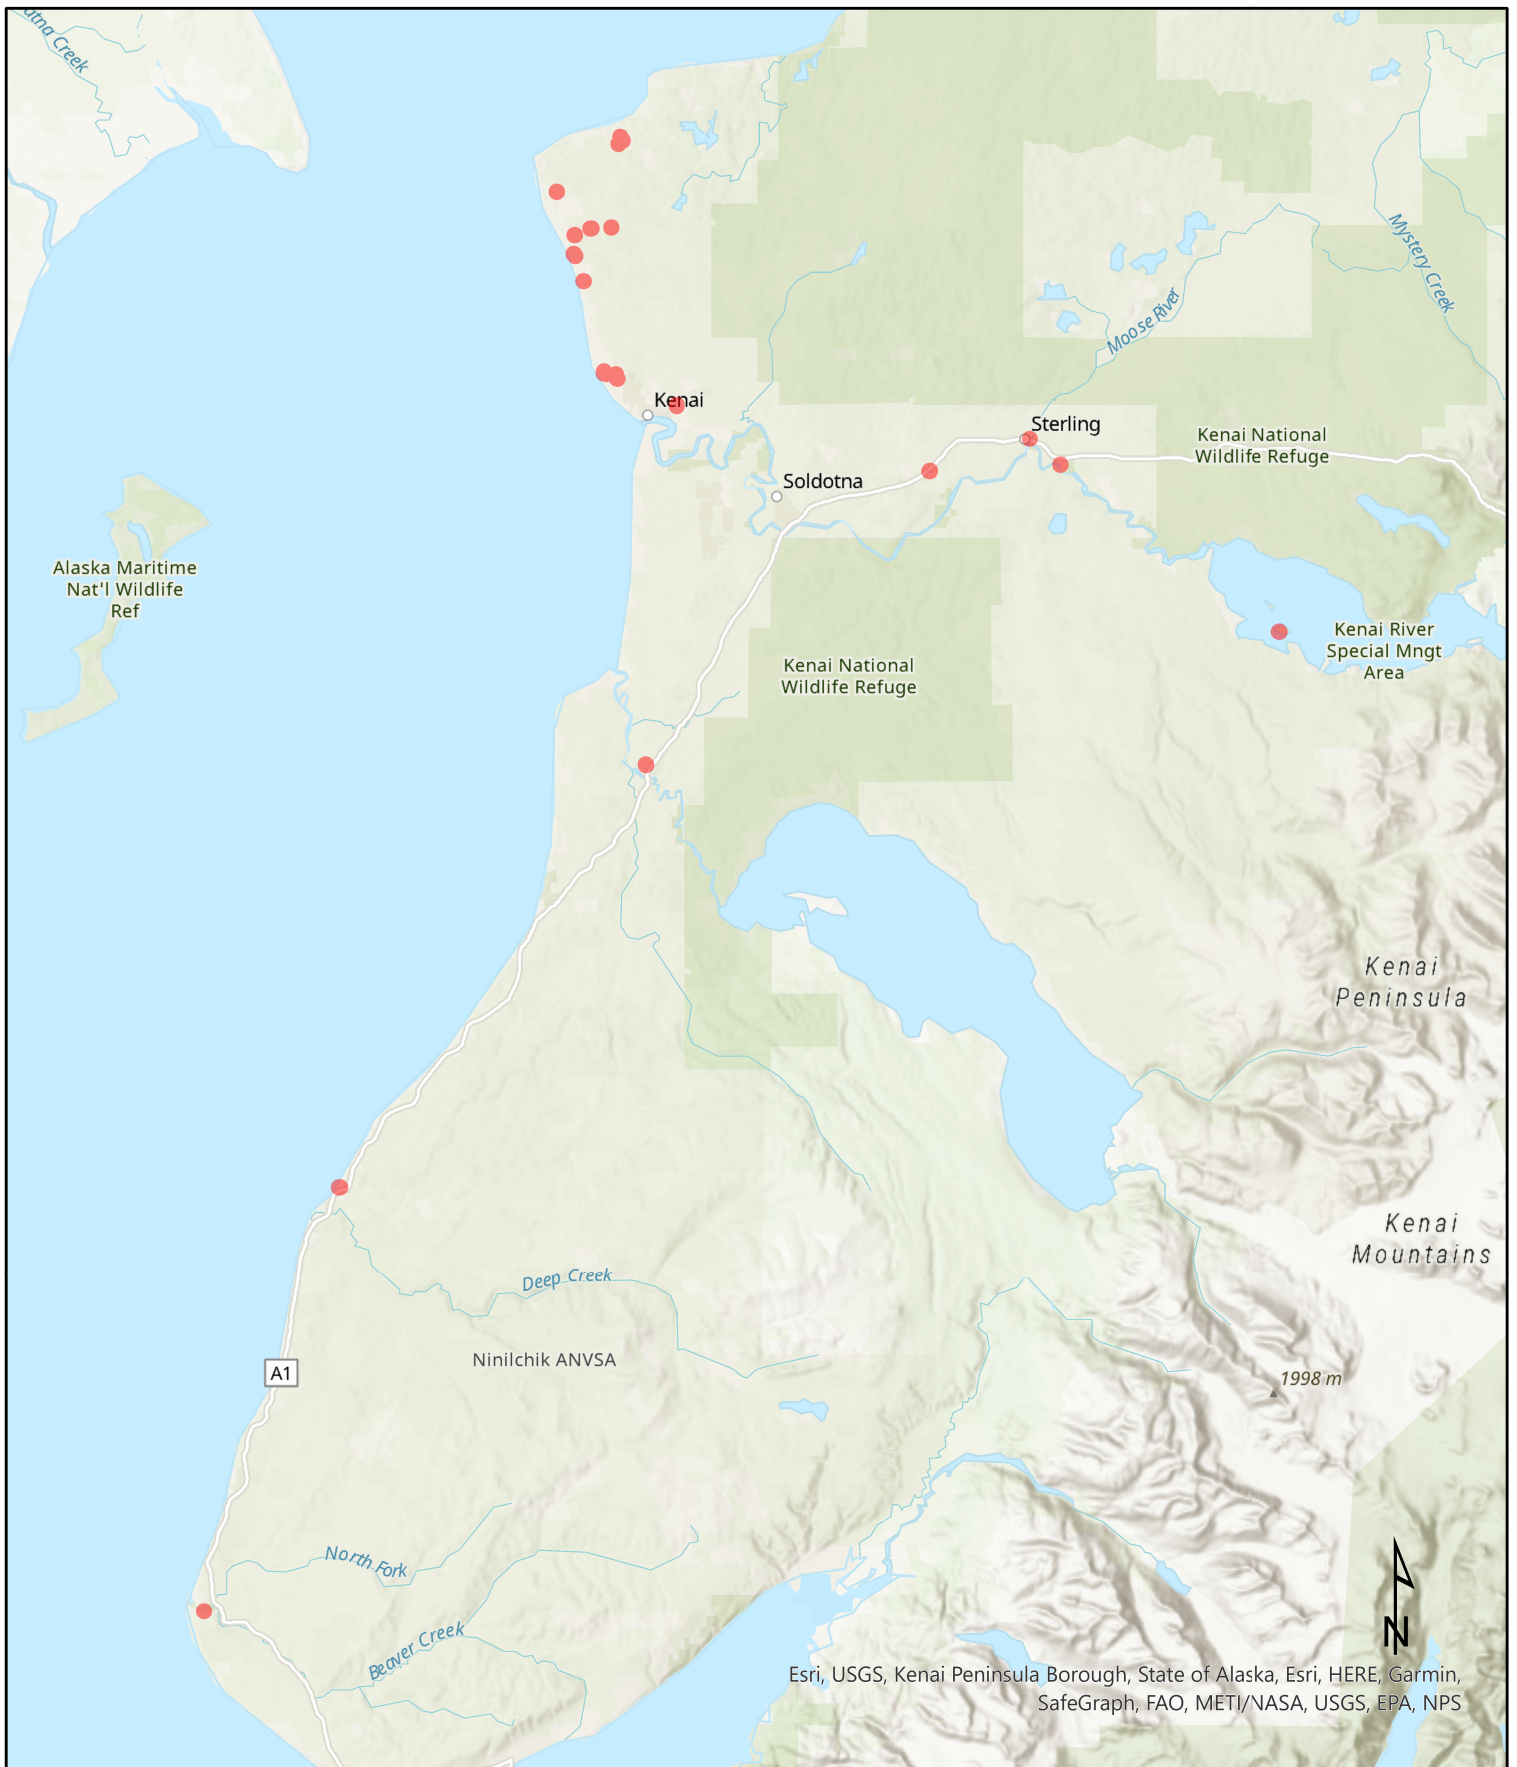 Creek
Mystery Creek
Moose River
Kenai
Sterling
Kenai National
Wildlife Refuge
Soldotna
Alaska Maritime
Nat'l Wildlife
Ref
Kenai River
Special Mngt
Area
Kenai National
Wildlife Refuge
Kenai
Peninsula
Kenai
Mountains
Deep Creek
Ninilchik ANVSA
A1
1998 m
North Fork
Beaver Creek
N
Esri, USGS, Kenai Peninsula Borough, State of Alaska, Esri, HERE, Garmin,
SafeGraph, FAO, METI/NASA, USGS, EPA, NPS